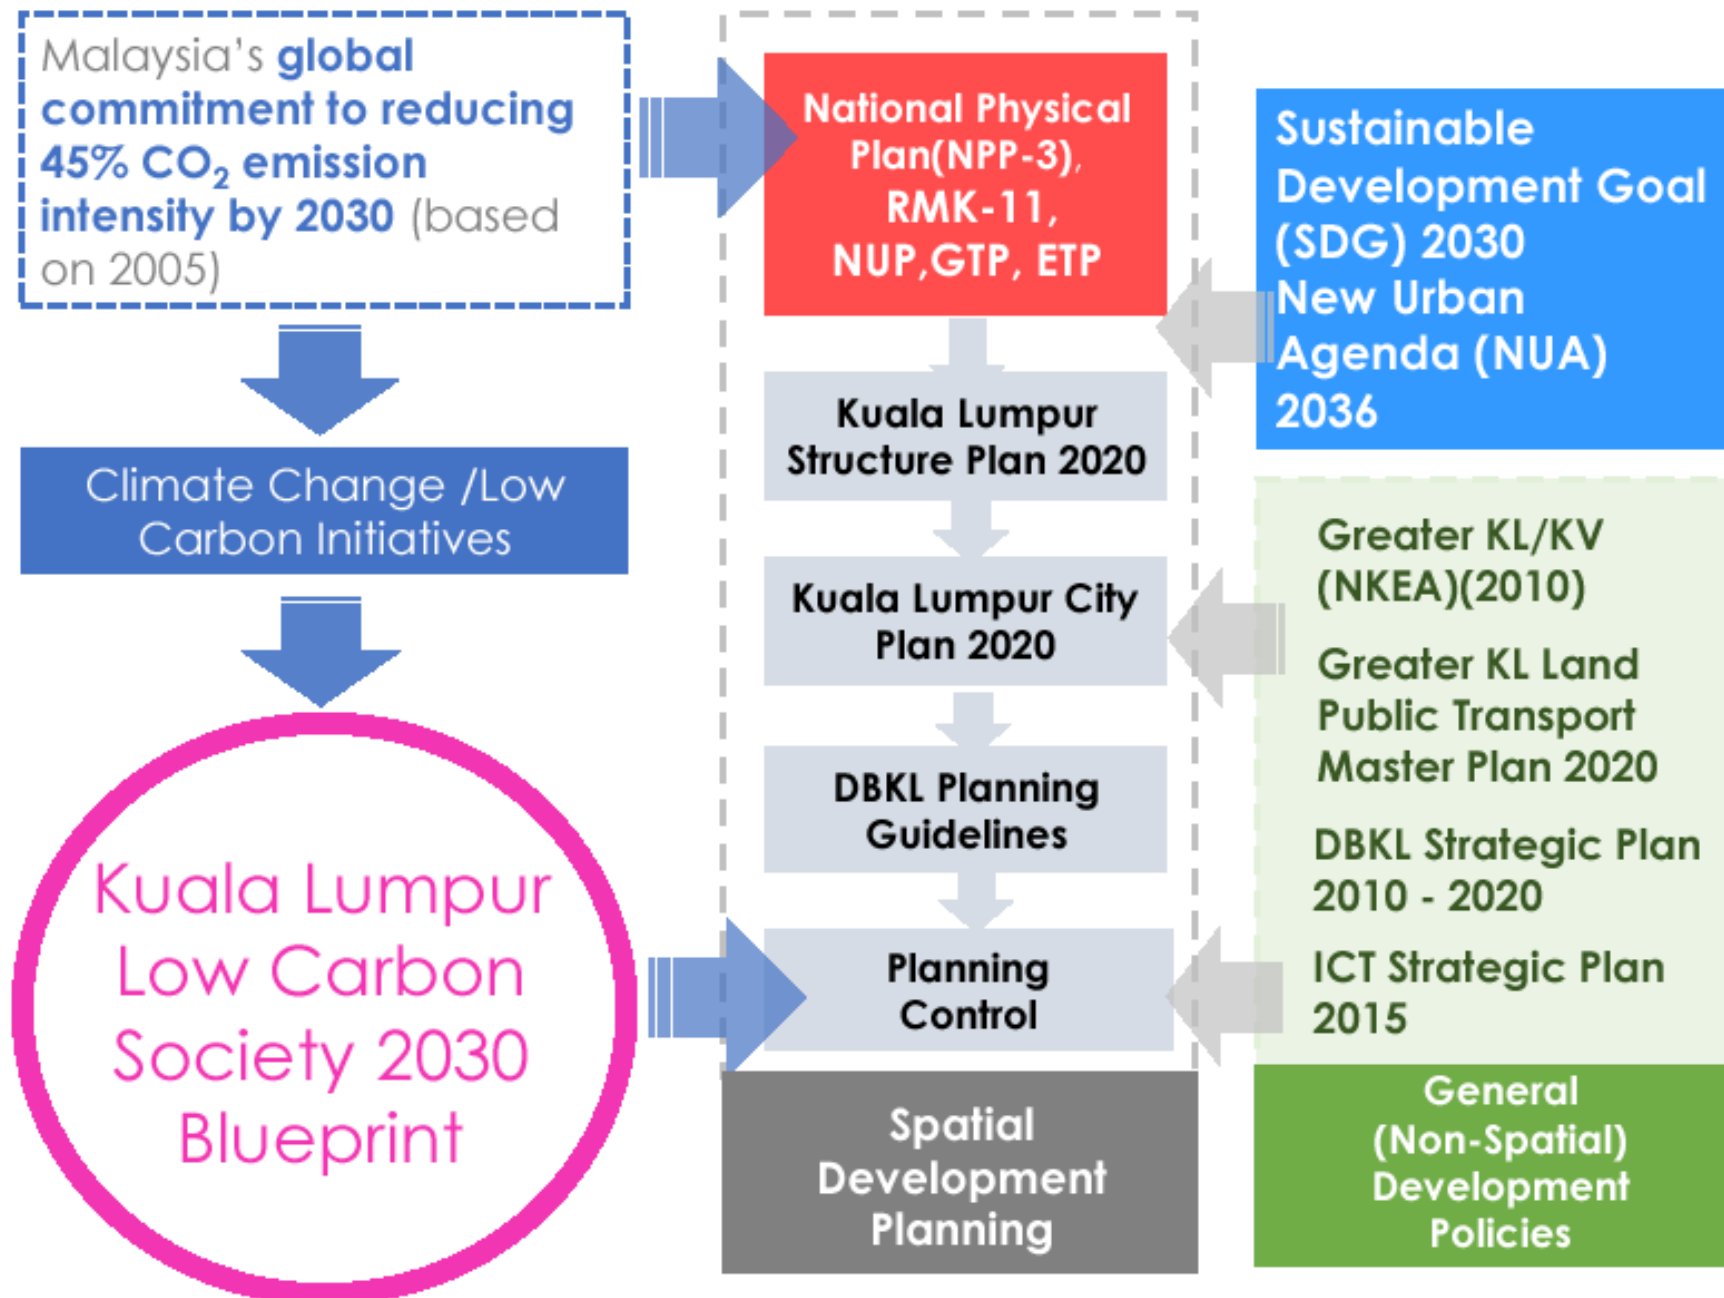 Malaysia's global
commitment to reducing
45% CO₂ emission
intensity by 2030 (based
on 2005)
Climate Change /Low
Carbon Initiatives
Kuala Lumpur
Low Carbon
Society 2030
Blueprint
National Physical
Plan(NPP-3),
RMK-11,
NUP,GTP, ETP
Kuala Lumpur
Structure Plan 2020
Kuala Lumpur City
Plan 2020
DBKL Planning
Guidelines
Planning
Control
Spatial
Development
Planning
Sustainable
Development Goal
(SDG) 2030
New Urban
Agenda (NUA)
2036
Greater KL/KV
(NKEA)(2010)
Greater KL Land
Public Transport
Master Plan 2020
DBKL Strategic Plan
2010 - 2020
ICT Strategic Plan
2015
General
(Non-Spatial)
Development
Policies